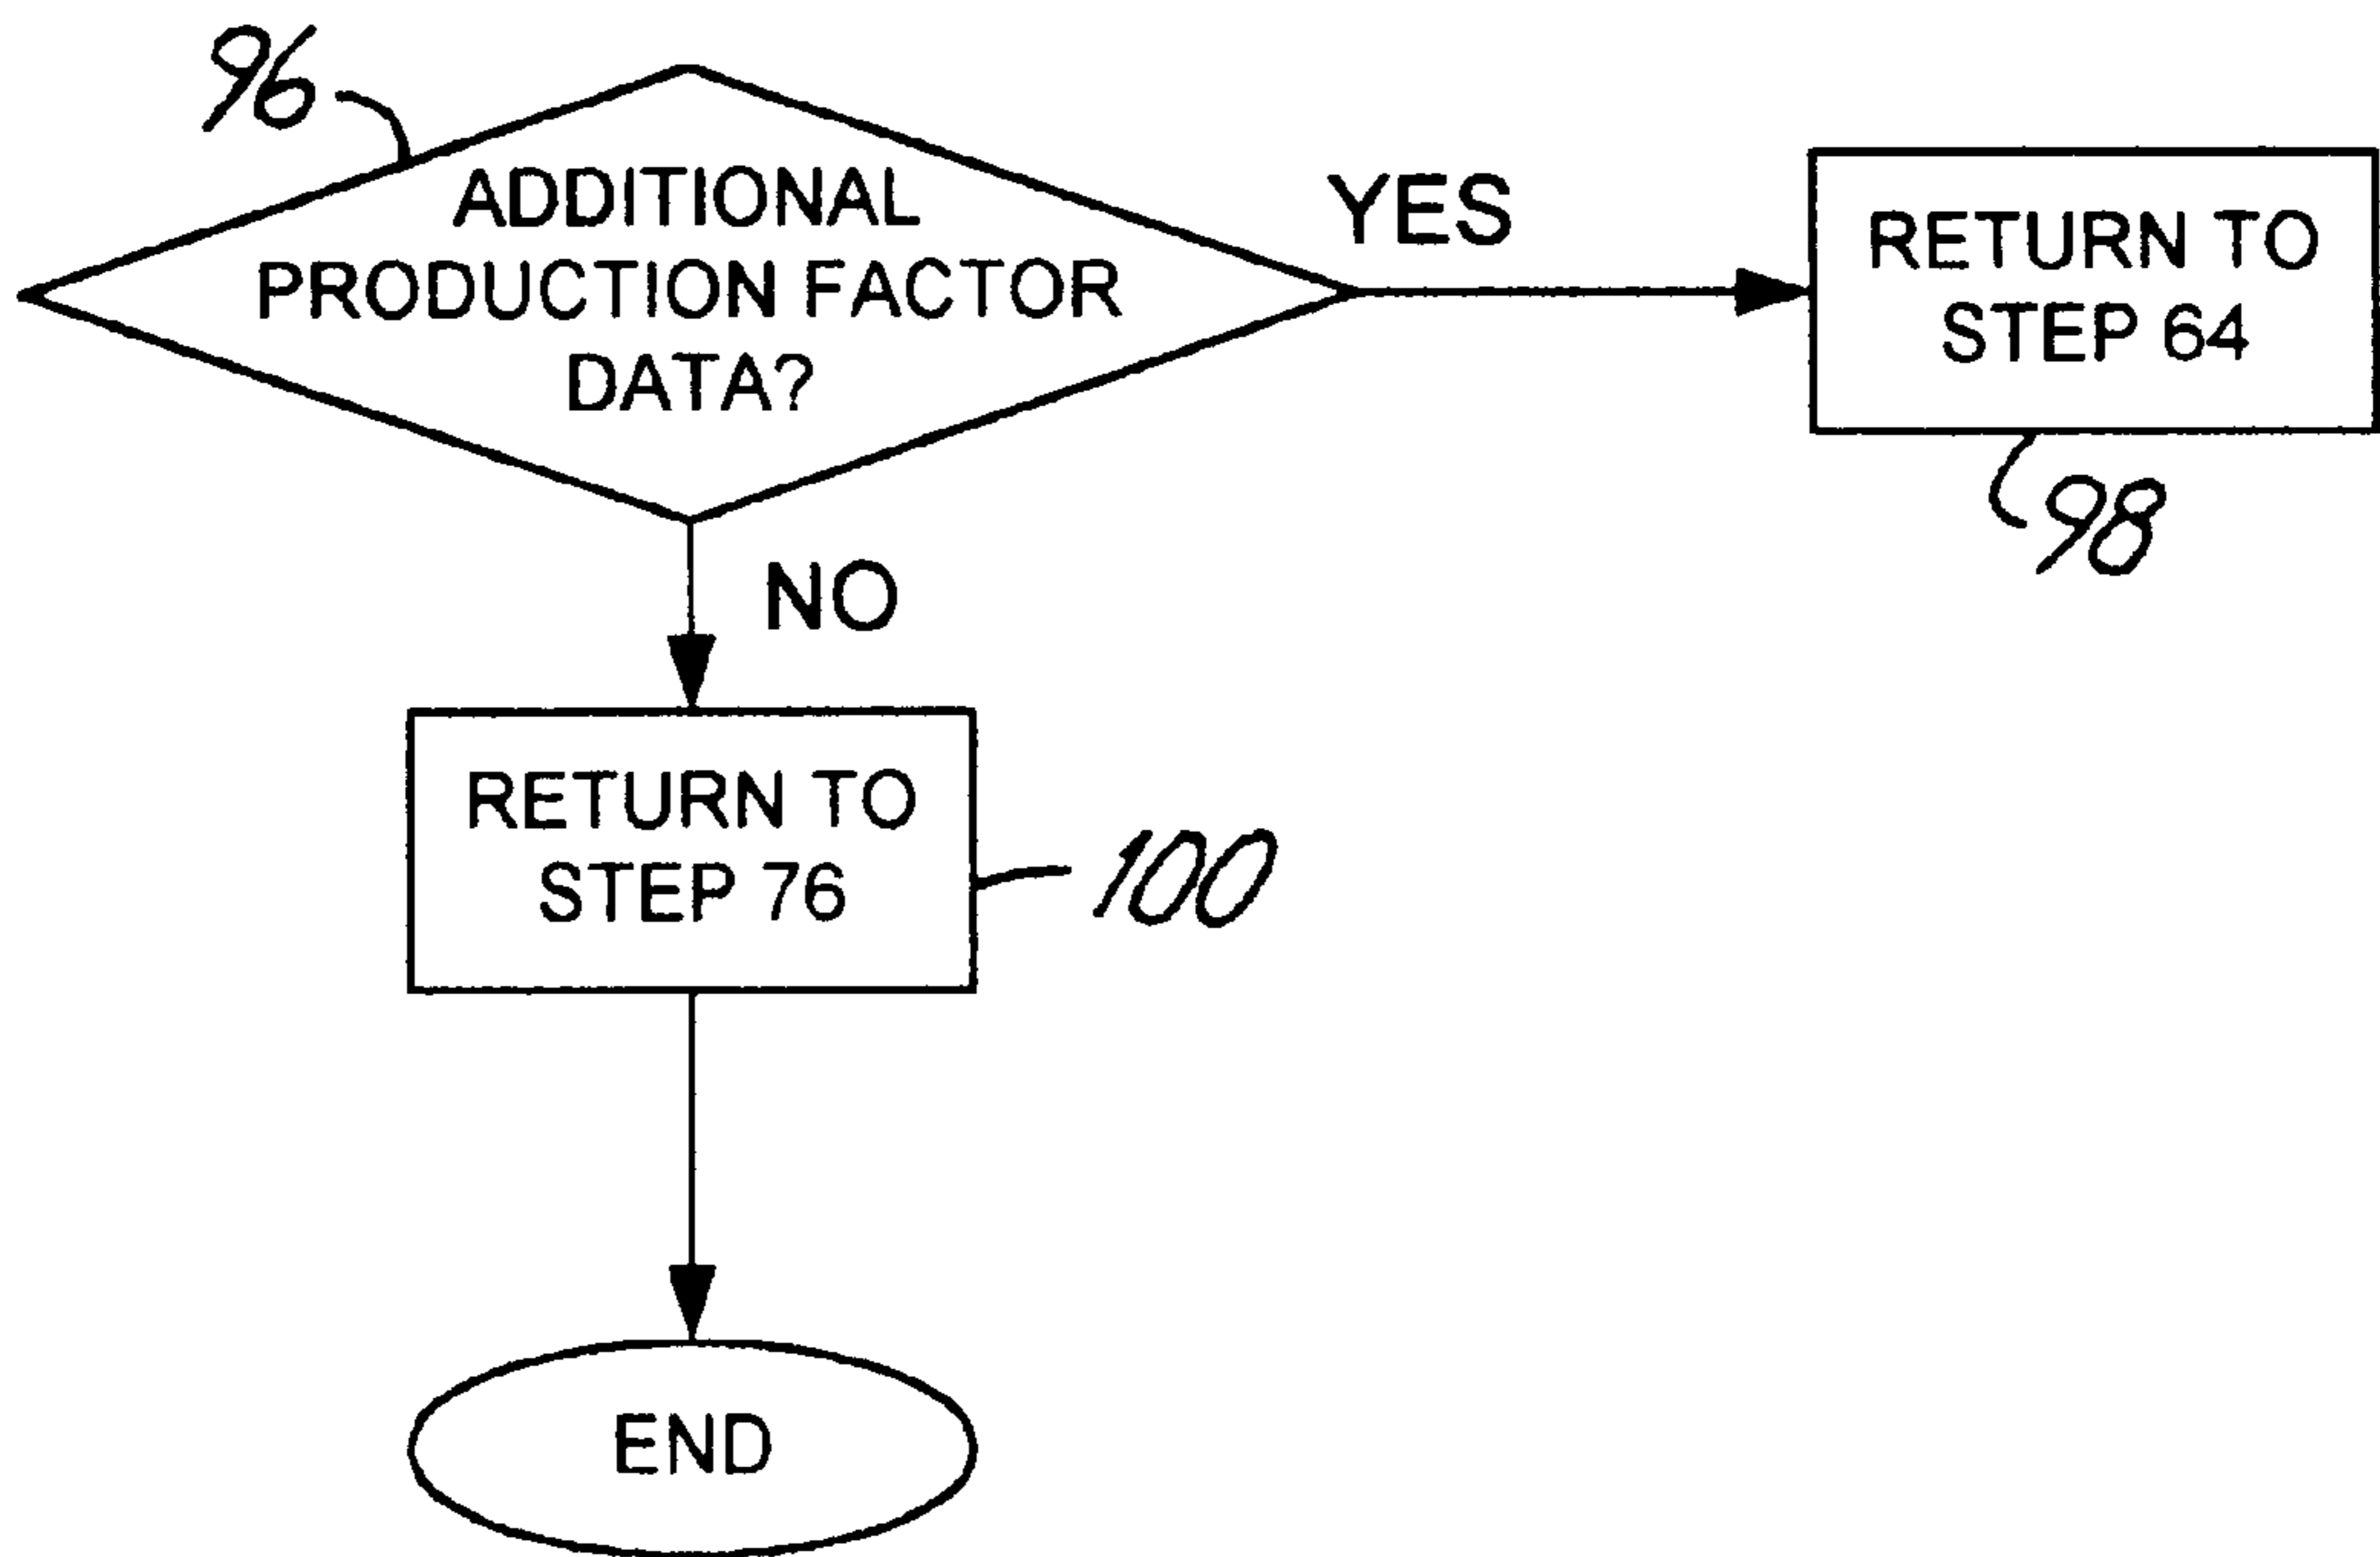 96
ADDITIONAL
PRODUCTION FACTOR
DATA?
YES
RETURN TO
STEP 64
98
NO
RETURN TO
STEP 76
100
END